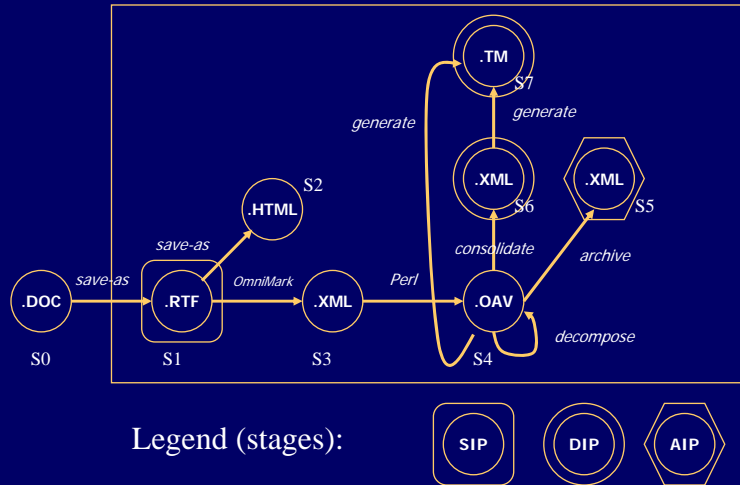 .TM
S7
generate
generate
.XML
S6
.XML
S5
S2
.HTML
save-as
consolidate
archive
save-as
OmniMark
Perl
.DOC
.RTF
.XML
.OAV
decompose
S0
S1
S3
S4
Legend (stages):
SIP
DIP
AIP